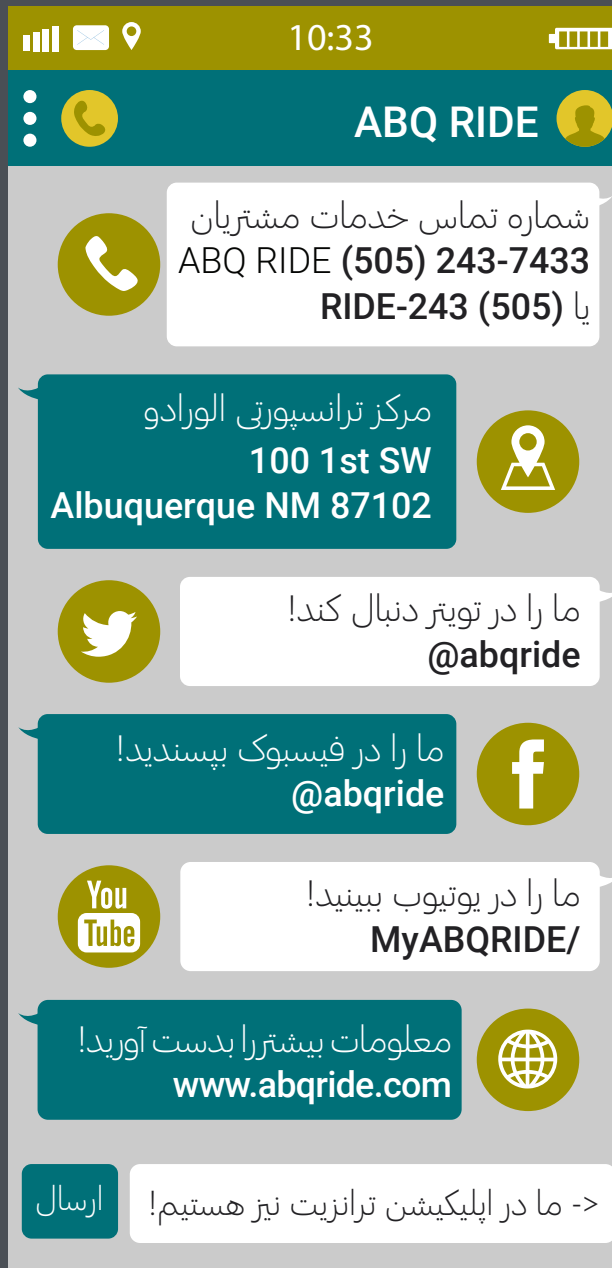 10:33
ABQ RIDE
شماره تماس خدمات مشتریان
ABQ RIDE (505) 243-7433
یا (505) 243-RIDE
مرکز ترانسپورتی الورادو
100 1st SW
Albuquerque NM 87102
ما را در تویتر دنبال کند!
@abqride
ما را در فیسبوک بپسندید!
@abqride
You
Tube
ما را در یوتیوب ببینید!
MyABQRIDE/
معلومات بیشتر را بدست آورید!
www.abqride.com
<- ما در اپلیکیشن ترانزیت نیز هستیم!
ارسال